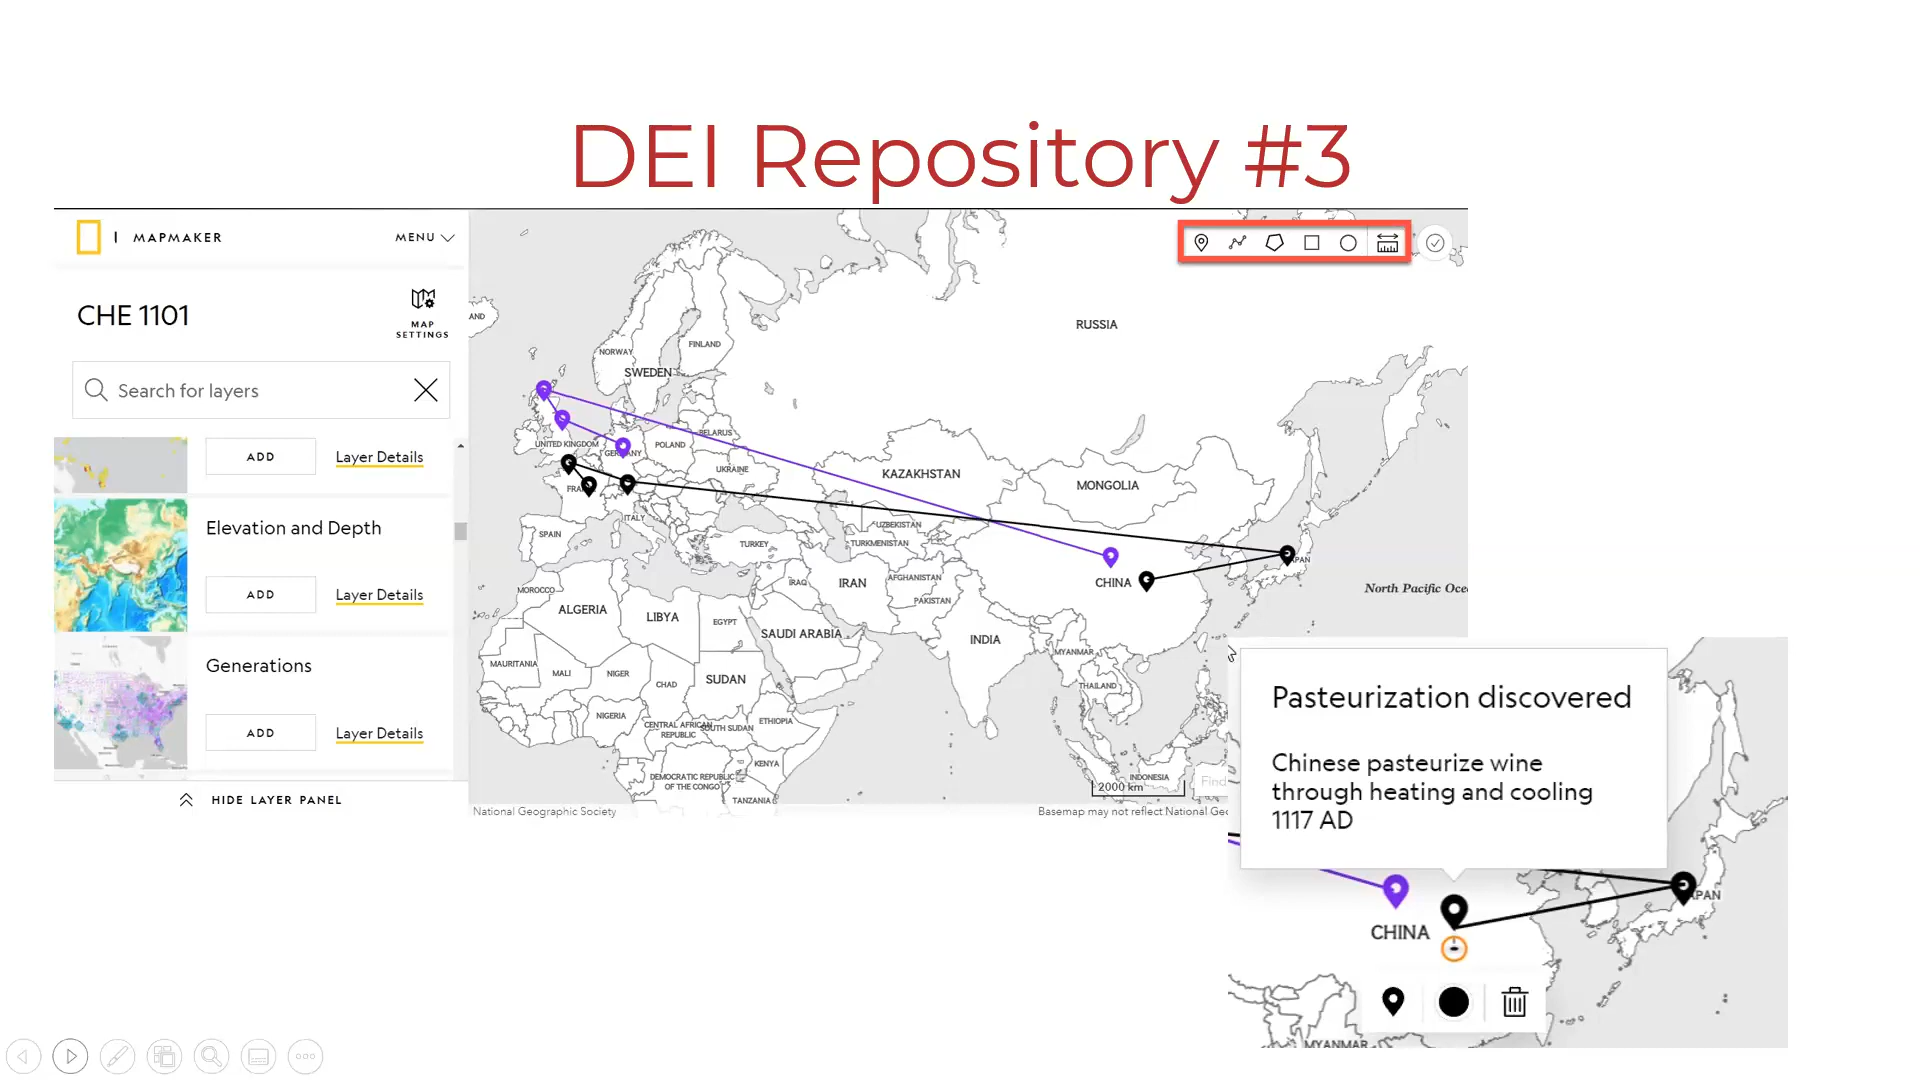 DEI Repository #3
MAPMAKER
MENU
CHE 1101
MAP
SETTINGS
Search for layers
ADD
Layer Details
Elevation and Depth
ADD
Layer Details
Generations
ADD
Layer Details
HIDE LAYER PANEL
AND
RUSSIA
NORWAY
FINLAND
SWEDEN
BELARUS
UNITED KINGDOM
POLAND
UKRAINE
KAZAKHSTAN
MONGOLIA
ITALY
SPAIN
UZBEKISTAN
TURKMENISTAN
TURKEY
CHINA
APAN
North Pacific Oce
MOROCCO
ALGERIA
LIBYA
EGYPT
IRAQ
IRAN
AFGHANISTAN
PAKISTAN
SAUDI ARABIA
INDIA
MYANMAR
THAILAND
MAURITANIA
MALI
NIGER
CHAD
SUDAN
NIGERIA
CENTRAL AFRICAN
REPUBLIC
SOUTH SUDAN
ETHIOPIA
KENYA
DEMOCRATIC REPUBLIC
OF THE CONGO
TANZANIA
INDONESIA
2000 km
Find
National Geographic Society
Basemap may not reflect National Geo
Pasteurization discovered
Chinese pasteurize wine
through heating and cooling
1117 AD
CHINA
APAN
MYANMAR